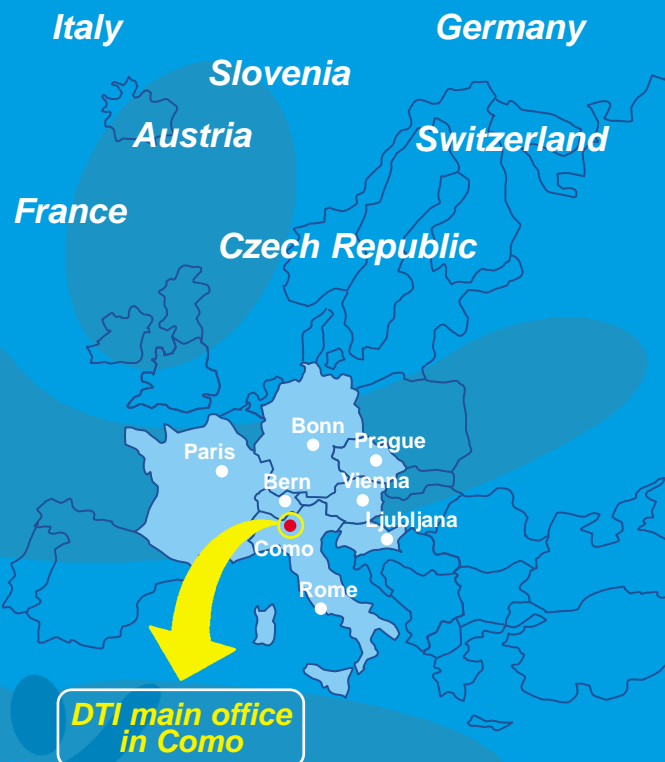 Italy
Germany
Slovenia
Austria
Switzerland
France
Czech Republic
Bonn
Paris
Prague
Bern
Vienna
Ljubljana
Como
Rome
DTI main office
in Como